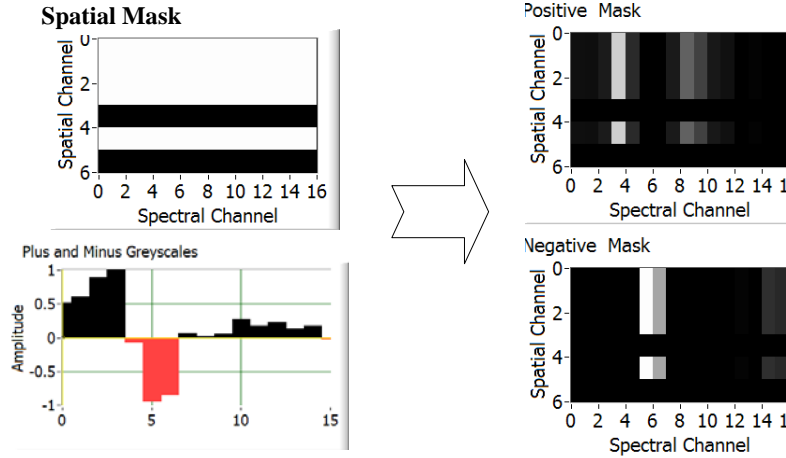 Spatial Mask
0
2
4
6
Spatial Channel
0 2 4 6 8 10 12 14 16
Spectral Channel
Plus and Minus Greyscales
1
0.5
0
-0.5
-1
Amplitude
0 5 10 15
Positive Mask
0
2
4
6
Spatial Channel
0 2 4 6 8 10 12 14
Spectral Channel
Negative Mask
0
2
4
6
Spatial Channel
0 2 4 6 8 10 12 14
Spectral Channel